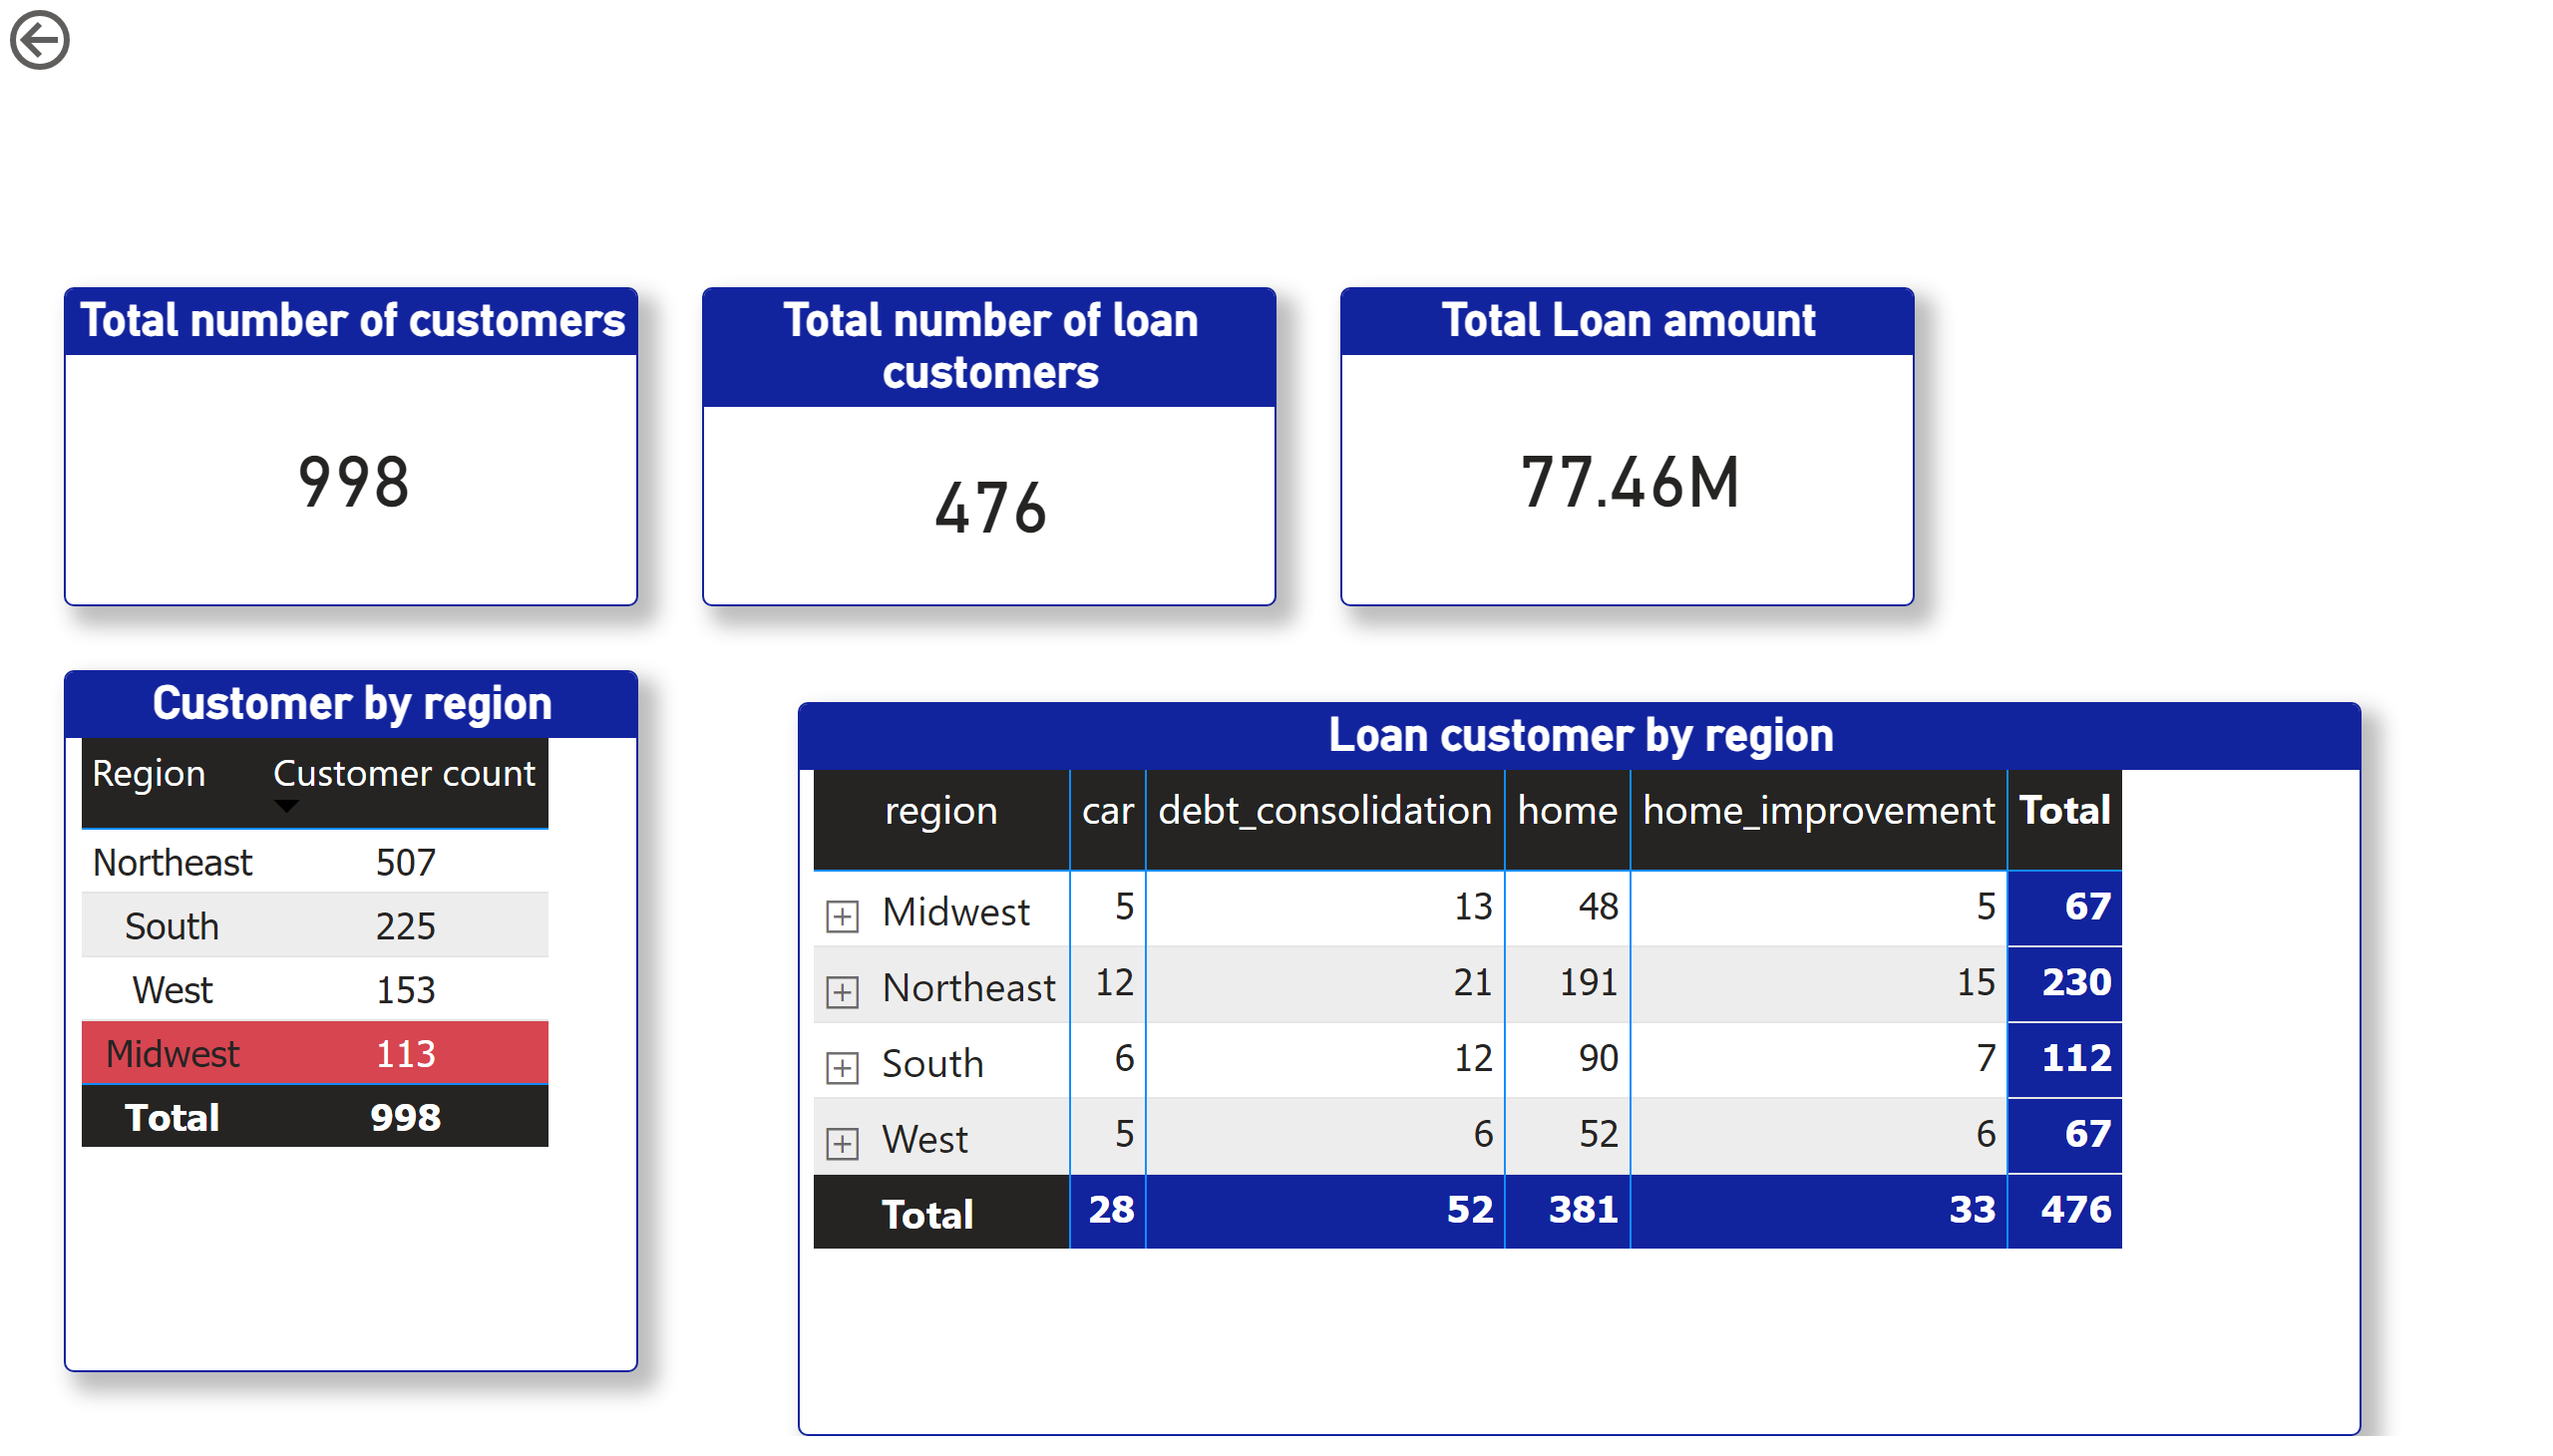 Total number of customers
998
Total number of loan
customers
476
Total Loan amount
77.46M
Customer by region
Region Customer count
Northeast 507
South 225
West 153
Midwest 113
Total 998
Loan customer by region
region car debt_consolidation home home_improvement Total
Midwest 5 13 48 5 67
Northeast 12 21 191 15 230
South 6 12 90 7 112
West 5 6 52 6 67
Total 28 52 381 33 476